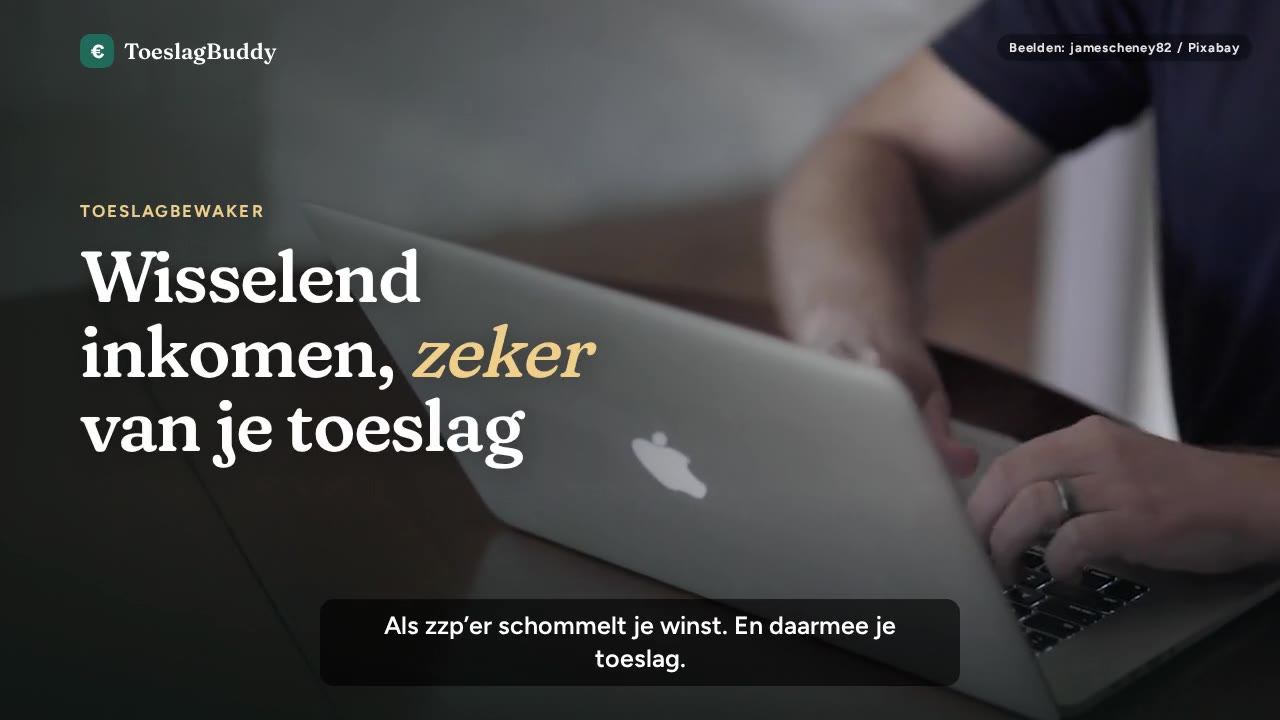 € ToeslagBuddy
Beelden: jamescheney82 / Pixabay
TOESLAGBEWAKER
Wisselend
inkomen, zeker
van je toeslag
Als zzp’er schommelt je winst. En daarmee je
toeslag.